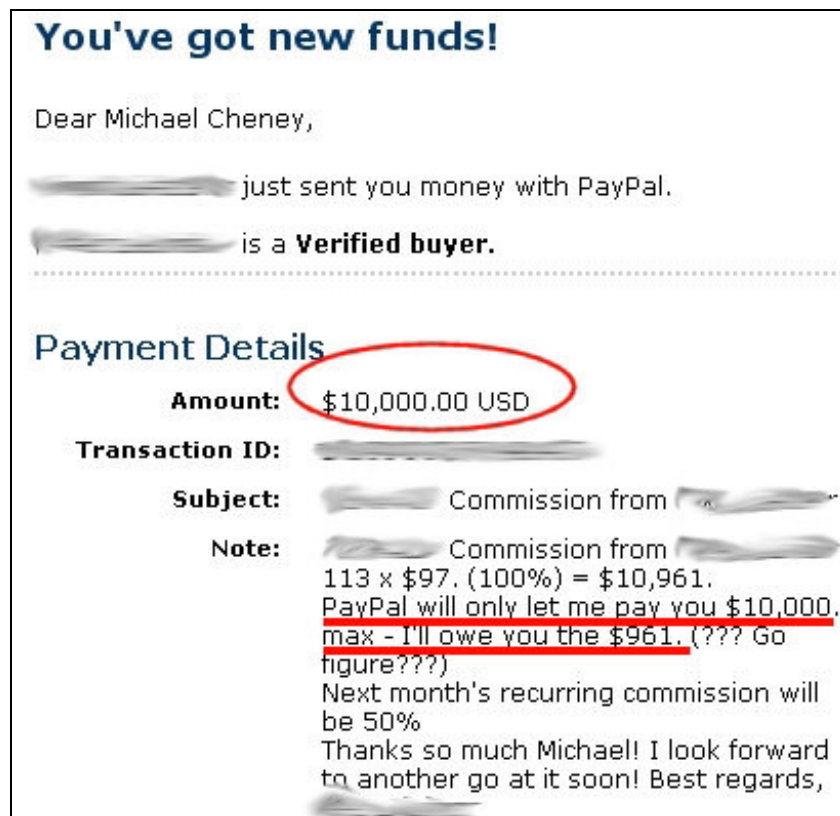 You've got new funds!
Dear Michael Cheney,
just sent you money with PayPal.
is a Verified buyer.
Payment Details
Amount: $10,000.00 USD
Transaction ID:
Subject: Commission from
Note: Commission from
113 x $97. (100%) = $10,961.
PayPal will only let me pay you $10,000.
max - I'll owe you the $961. (??? Go
figure???)
Next month's recurring commission will
be 50%
Thanks so much Michael! I look forward
to another go at it soon! Best regards,